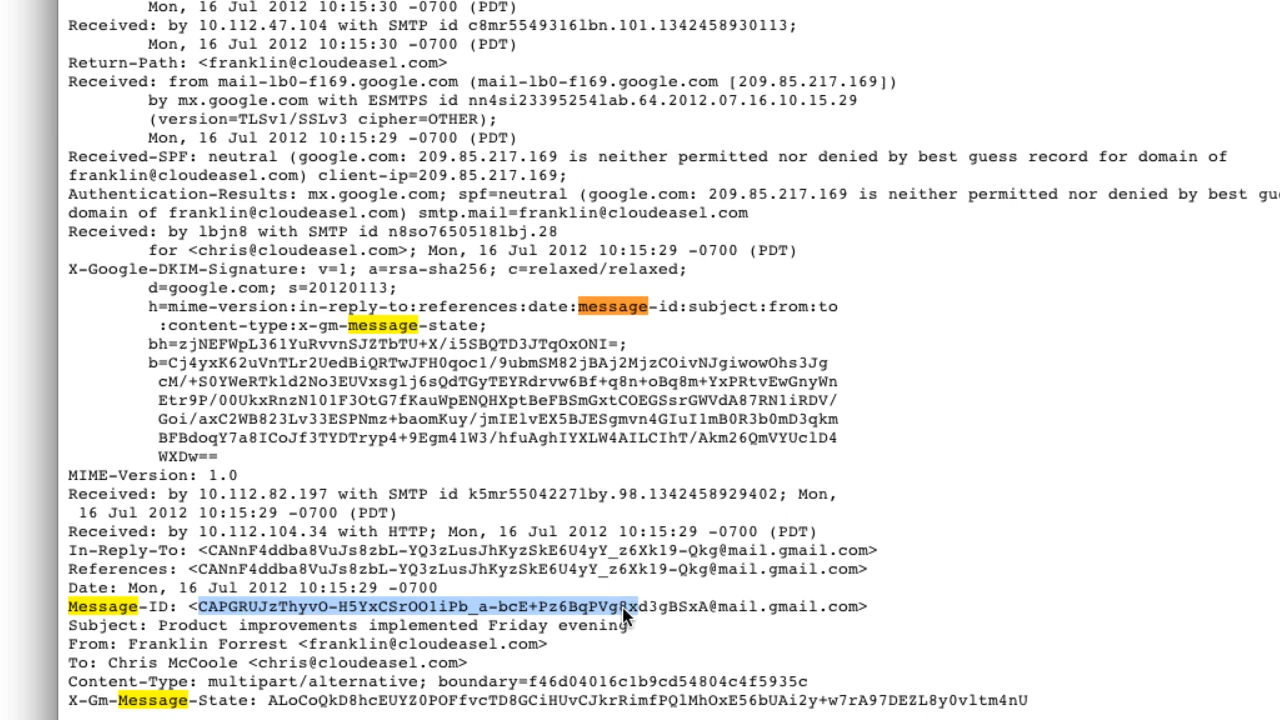 Mon, 16 Jul 2012 10:15:30 -0700 (PDT)
Received: by 10.112.47.104 with SMTP id c8mr5549316lbn.101.1342458930113;
Mon, 16 Jul 2012 10:15:30 -0700 (PDT)
Return-Path: <franklin@cloudeasel.com>
Received: from mail-lb0-f169.google.com (mail-lb0-f169.google.com [209.85.217.169])
by mx.google.com with ESMTPS id nn4si23395254lab.64.2012.07.16.10.15.29
(version=TLSv1/SSLv3 cipher=OTHER);
Mon, 16 Jul 2012 10:15:29 -0700 (PDT)
Received-SPF: neutral (google.com: 209.85.217.169 is neither permitted nor denied by best guess record for domain of
franklin@cloudeasel.com) client-ip=209.85.217.169;
Authentication-Results: mx.google.com; spf=neutral (google.com: 209.85.217.169 is neither permitted nor denied by best gu
domain of franklin@cloudeasel.com) smtp.mail=franklin@cloudeasel.com
Received: by lbjn8 with SMTP id n8so7650518lbj.28
for <chris@cloudeasel.com>; Mon, 16 Jul 2012 10:15:29 -0700 (PDT)
X-Google-DKIM-Signature: v=1; a=rsa-sha256; c=relaxed/relaxed;
d=google.com; s=20120113;
h=mime-version:in-reply-to:references:date:message-id:subject:from:to
:content-type:x-gm-message-state;
bh=zjNEFWpL361YuRvvnSJZTbTU+X/i5SBQTD3JTqOxONI=;
b=Cj4yxK62uVnTLr2UedBiQRTwJFH0qocl/9ubmSM82jBAj2MjzCOivNJgiwowOhs3Jg
cM/+S0YWeRTkld2No3EUVxsglj6sQdTGyTEYRdrvw6Bf+q8n+oBq8m+YxPRtvEwGnyWn
Etr9P/00UkxRnzN101F3OtG7fKauWpENQHXptBeFBSmGxtCOEGSsrGWVdA87RN1iRDV/
Goi/axC2WB823Lv33ESPNmz+baomKuy/jmIElvEX5BJESgmvn4GIuI1mB0R3b0mD3qkm
BFBdoqY7a8ICoJf3TYDTryp4+9Egm41W3/hfuAghIYXLW4AILCIhT/Akm26QmVYUclD4
WXDw==
MIME-Version: 1.0
Received: by 10.112.82.197 with SMTP id k5mr5504227lby.98.1342458929402; Mon,
16 Jul 2012 10:15:29 -0700 (PDT)
Received: by 10.112.104.34 with HTTP; Mon, 16 Jul 2012 10:15:29 -0700 (PDT)
In-Reply-To: <CANnF4ddba8VuJs8zbL-YQ3zLusJhKyzSkE6U4yY_z6Xk19-Qkg@mail.gmail.com>
References: <CANnF4ddba8VuJs8zbL-YQ3zLusJhKyzSkE6U4yY_z6Xk19-Qkg@mail.gmail.com>
Date: Mon, 16 Jul 2012 10:15:29 -0700
Message-ID: <CAPGRUJzThyvO-H5YxCSrOO1iPb_a-bcE+Pz6BqPVg8xd3gBSxA@mail.gmail.com>
Subject: Product improvements implemented Friday evening
From: Franklin Forrest <franklin@cloudeasel.com>
To: Chris McCoole <chris@cloudeasel.com>
Content-Type: multipart/alternative; boundary=f46d04016c1b9cd54804c4f5935c
X-Gm-Message-State: ALoCoQkD8hcEUYZ0POFfvcTD8GCiHUvCJkrRimfPQlMhOxE56bUAi2y+w7rA97DEZL8y0vltm4nU